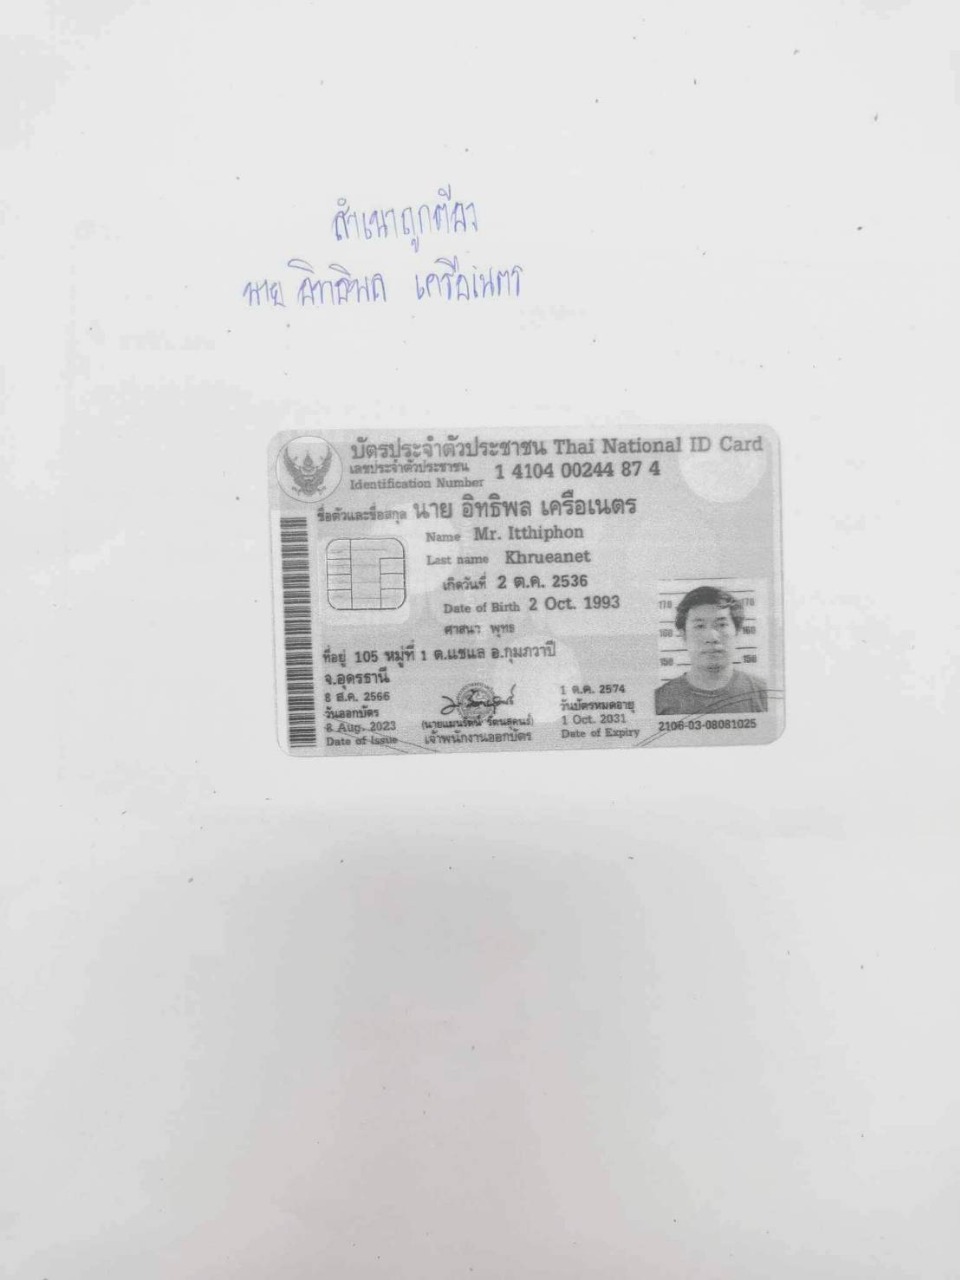 สำเนาถูกต้อง
นาย อิทธิพล เครือเนตร
บัตรประจำตัวประชาชน Thai National ID Card
เลขประจำตัวประชาชน 1 4104 00244 87 4
Identification Number
ชื่อตัวและชื่อสกุล นาย อิทธิพล เครือเนตร
Name Mr. Itthiphon
Last name Khrueanet
เกิดวันที่ 2 ต.ค. 2536
Date of Birth 2 Oct. 1993
ศาสนา พุทธ
ที่อยู่ 105 หมู่ที่ 1 ต.แชแล อ.กุมภวาปี
จ.อุดรธานี
8 ส.ค. 2566
วันออกบัตร
8 Aug. 2023
Date of Issue
เจ้าพนักงานออกบัตร
1 ต.ค. 2574
วันบัตรหมดอายุ
1 Oct. 2031
Date of Expiry
170 170
160 160
150 150
2106-03-08081025